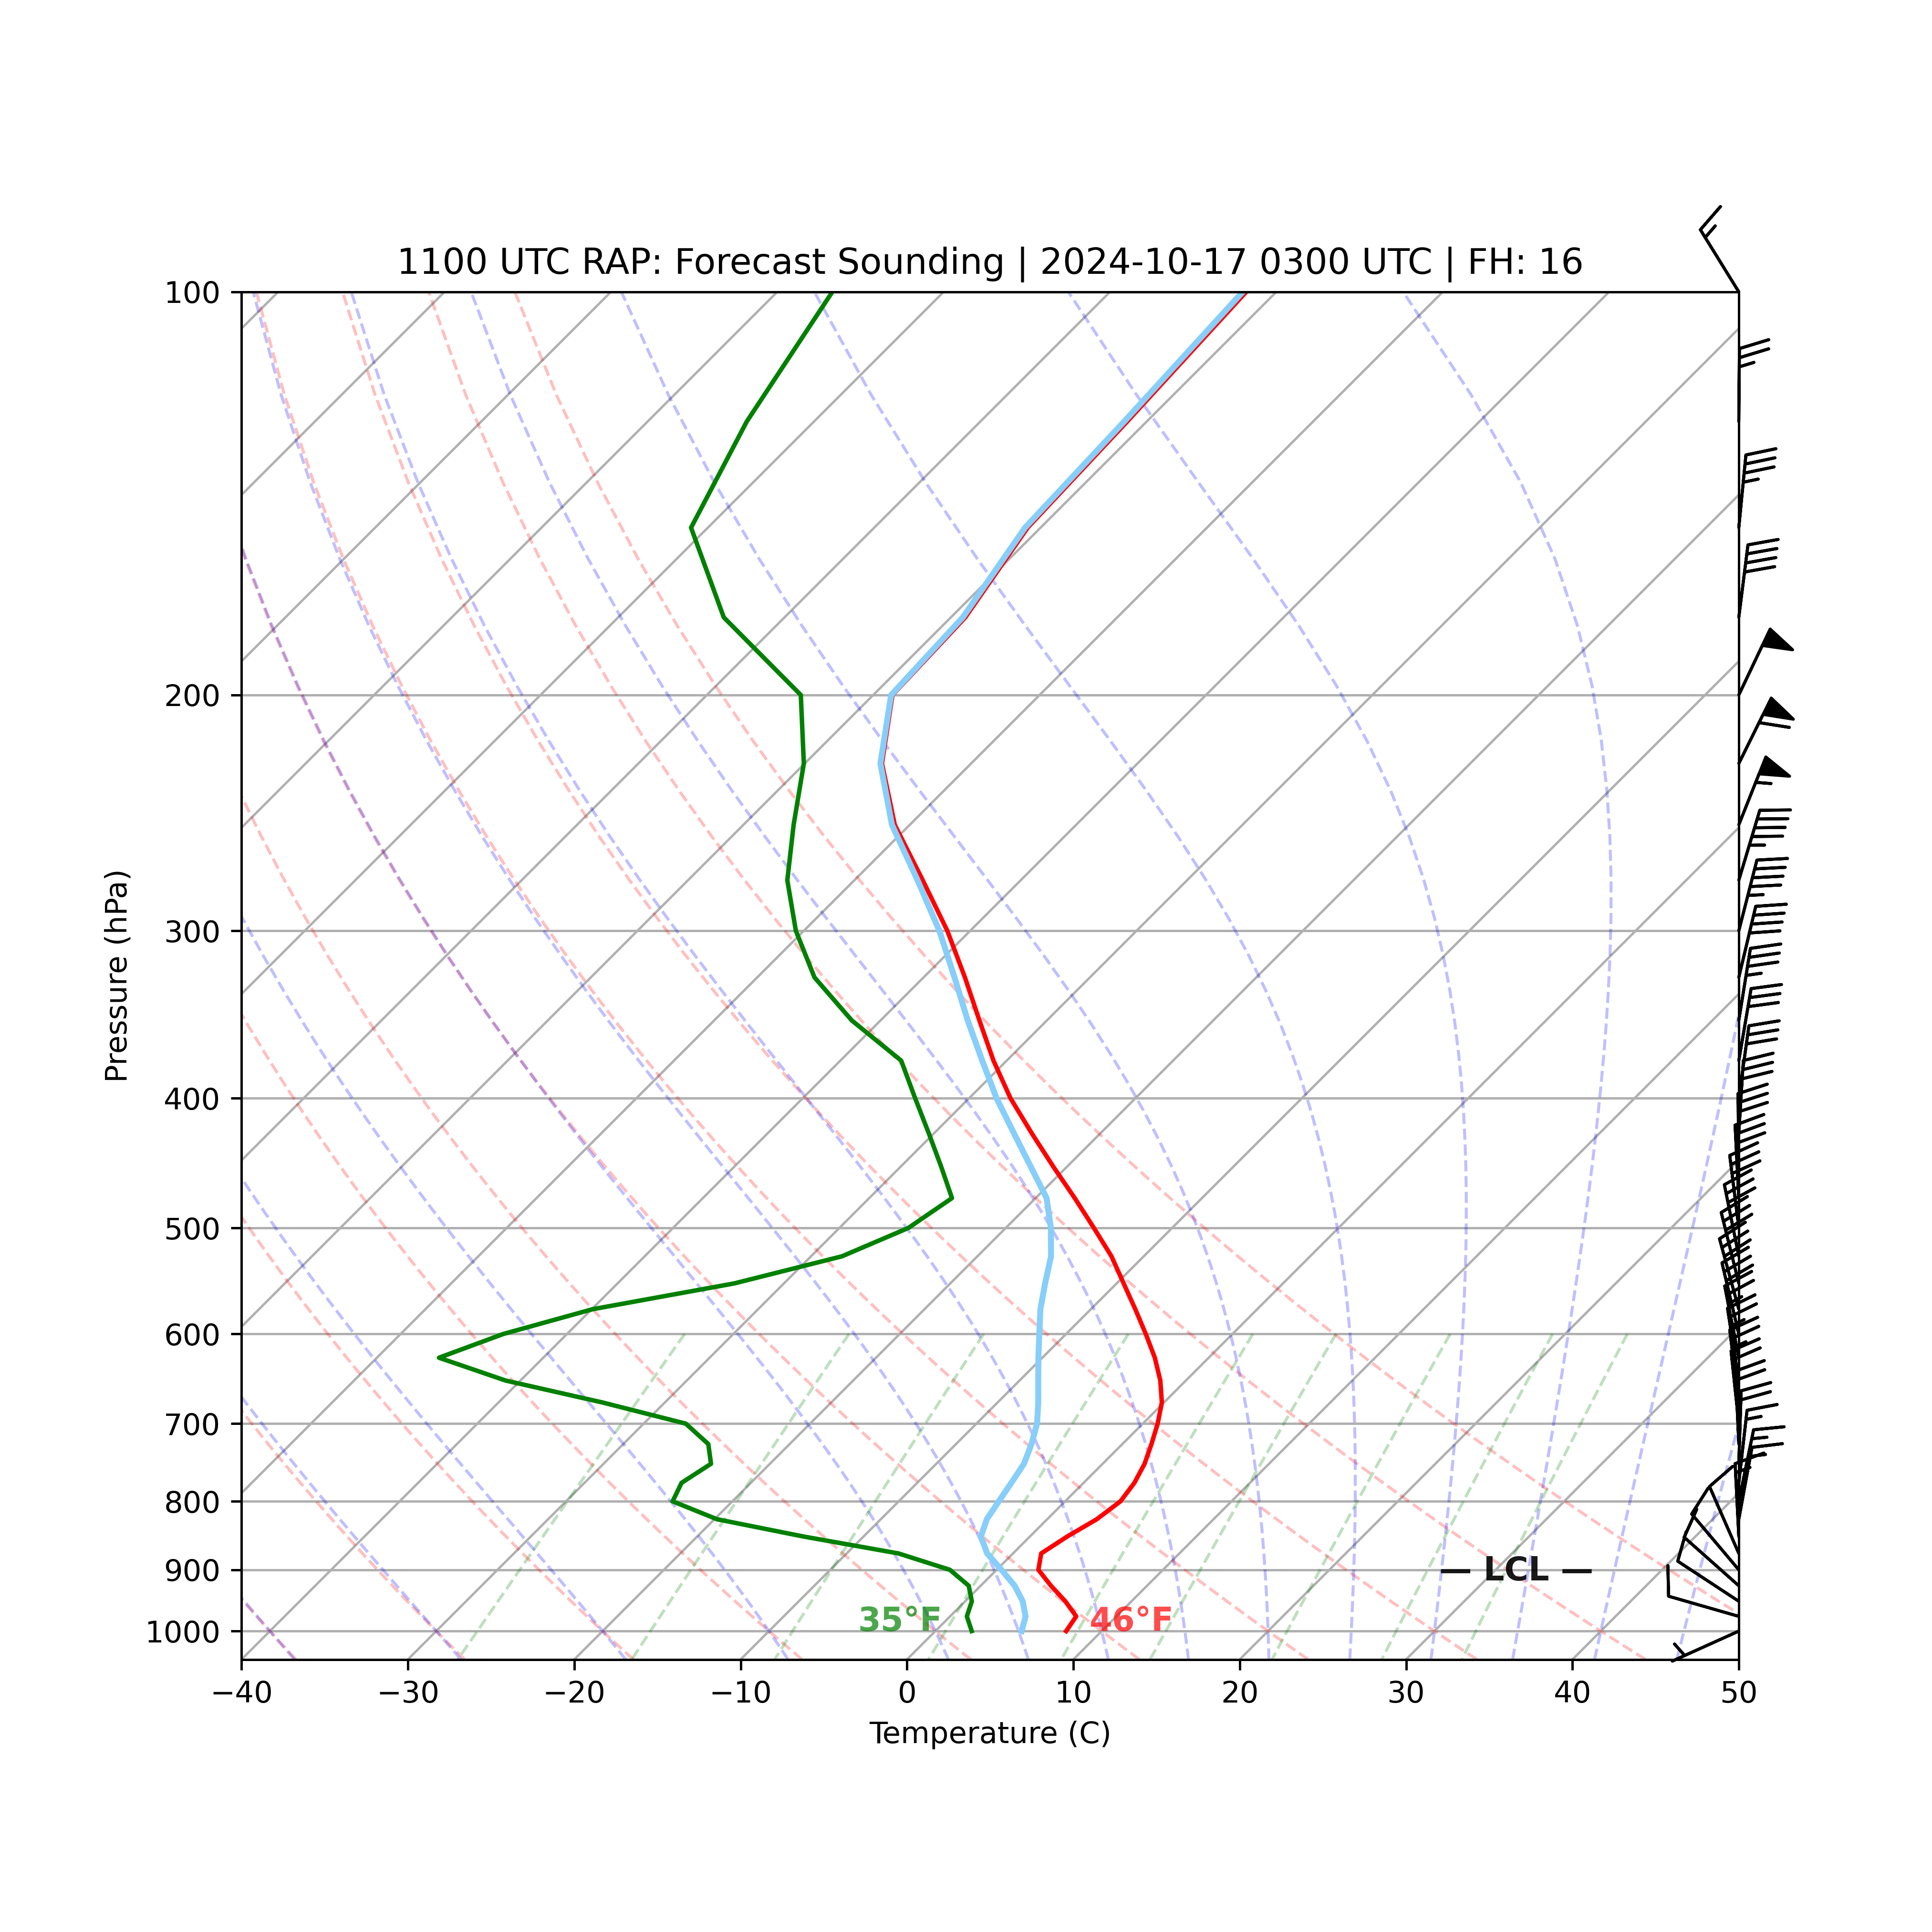 1100 UTC RAP: Forecast Sounding | 2024-10-17 0300 UTC | FH: 16
100
200
300
400
500
600
700
800
900
1000
Pressure (hPa)
— LCL —
35°F
46°F
−40 −30 −20 −10 0 10 20 30 40 50
Temperature (C)